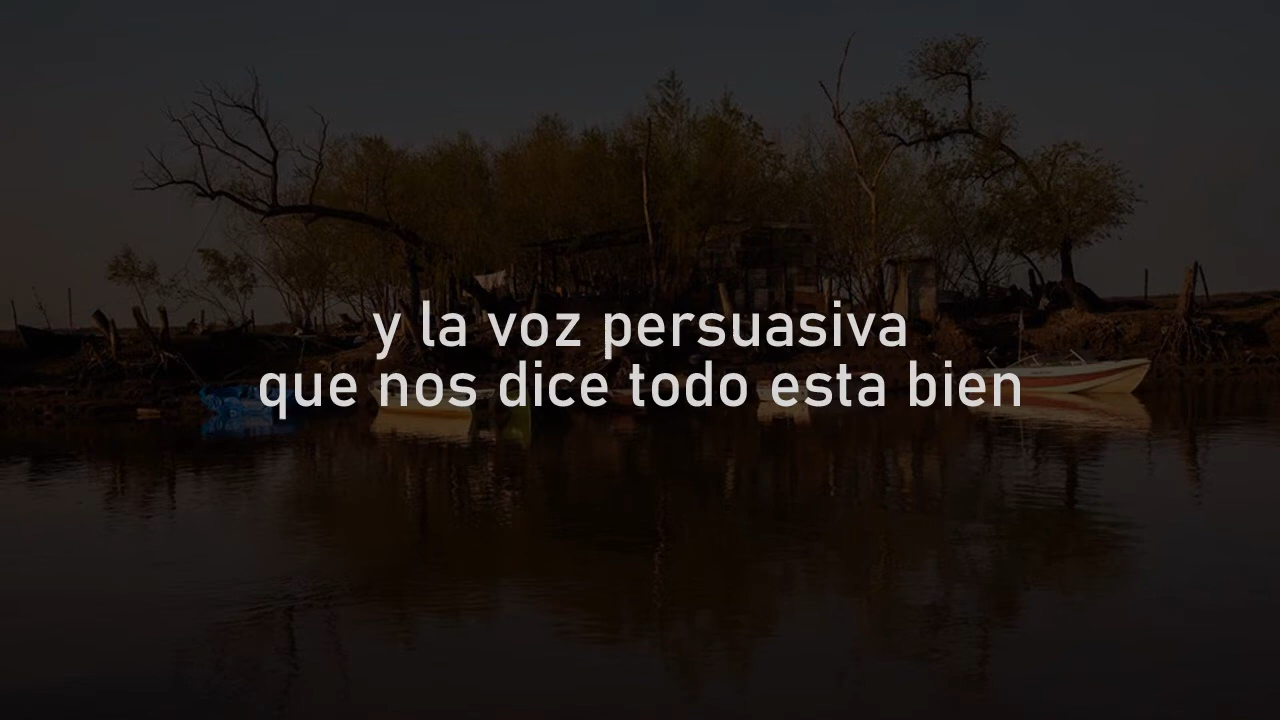 y la voz persuasiva
que nos dice todo esta bien